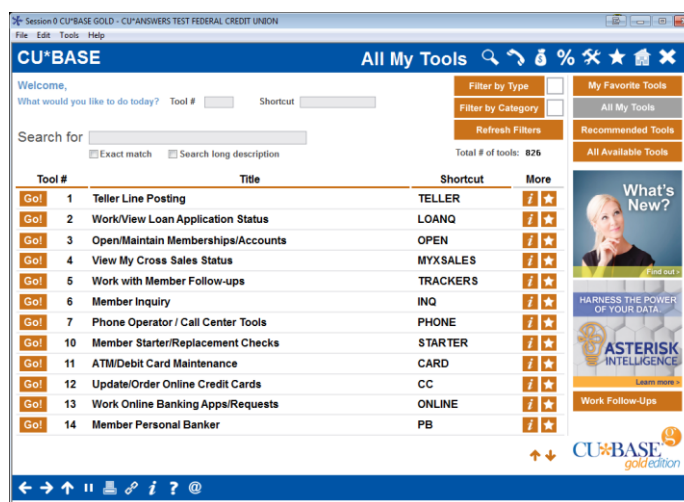 Session 0 CU*BASE GOLD - CU*ANSWERS TEST FEDERAL CREDIT UNION
File Edit Tools Help
CU*BASE All My Tools
Welcome,
What would you like to do today? Tool # Shortcut
Search for
Exact match Search long description
Filter by Type
Filter by Category
Refresh Filters
Total # of tools: 826
My Favorite Tools
All My Tools
Recommended Tools
All Available Tools
Tool # Title Shortcut More
Go! 1 Teller Line Posting TELLER i
Go! 2 Work/View Loan Application Status LOANQ i
Go! 3 Open/Maintain Memberships/Accounts OPEN i
Go! 4 View My Cross Sales Status MYXSALES i
Go! 5 Work with Member Follow-ups TRACKERS i
Go! 6 Member Inquiry INQ i
Go! 7 Phone Operator / Call Center Tools PHONE i
Go! 10 Member Starter/Replacement Checks STARTER i
Go! 11 ATM/Debit Card Maintenance CARD i
Go! 12 Update/Order Online Credit Cards CC i
Go! 13 Work Online Banking Apps/Requests ONLINE i
Go! 14 Member Personal Banker PB i
What's
New?
Find out >
HARNESS THE POWER
OF YOUR DATA.
ASTERISK
INTELLIGENCE
Learn more >
Work Follow-Ups
CU*BASE g
gold edition